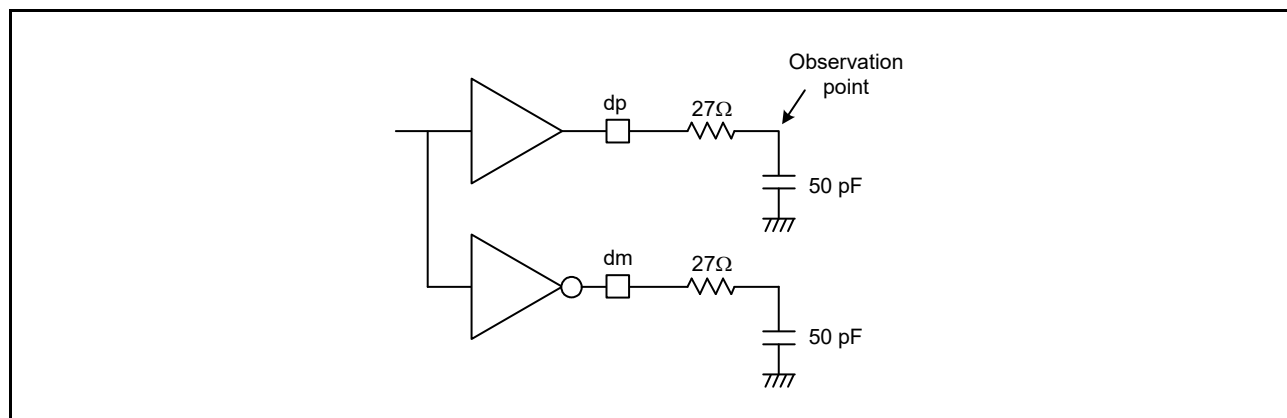 Observation
point
dp
27Ω
50 pF
dm
27Ω
50 pF